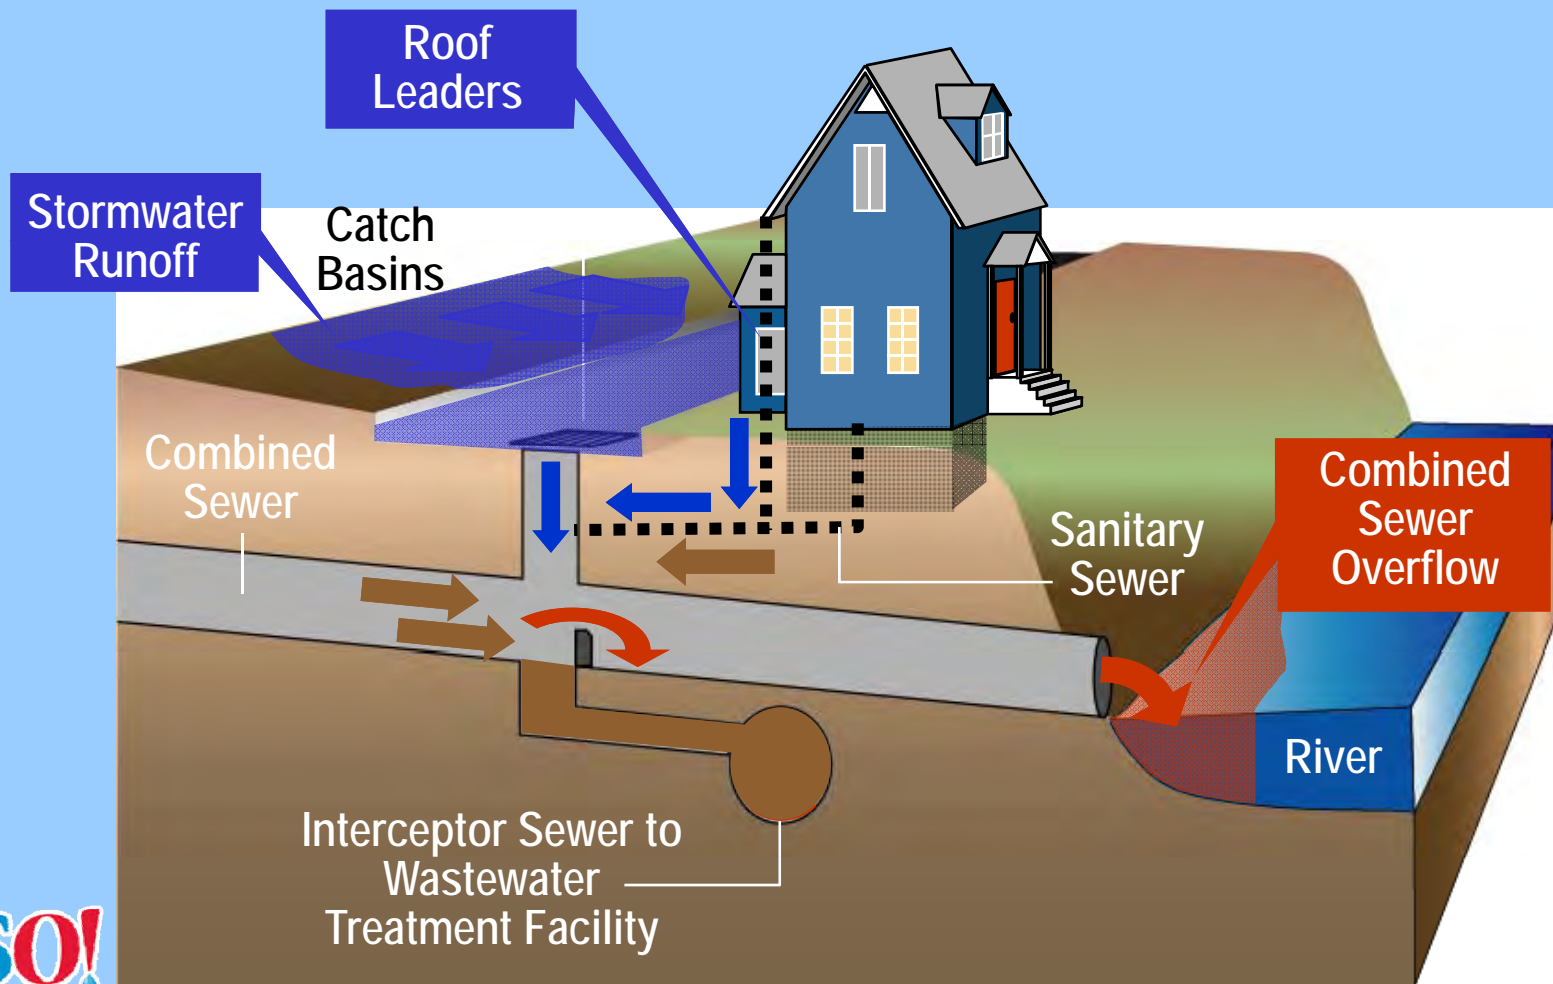 Roof
Leaders
Stormwater
Runoff
Catch
Basins
Combined
Sewer
Sanitary
Sewer
Combined
Sewer
Overflow
River
Interceptor Sewer to
Wastewater
Treatment Facility
SO!